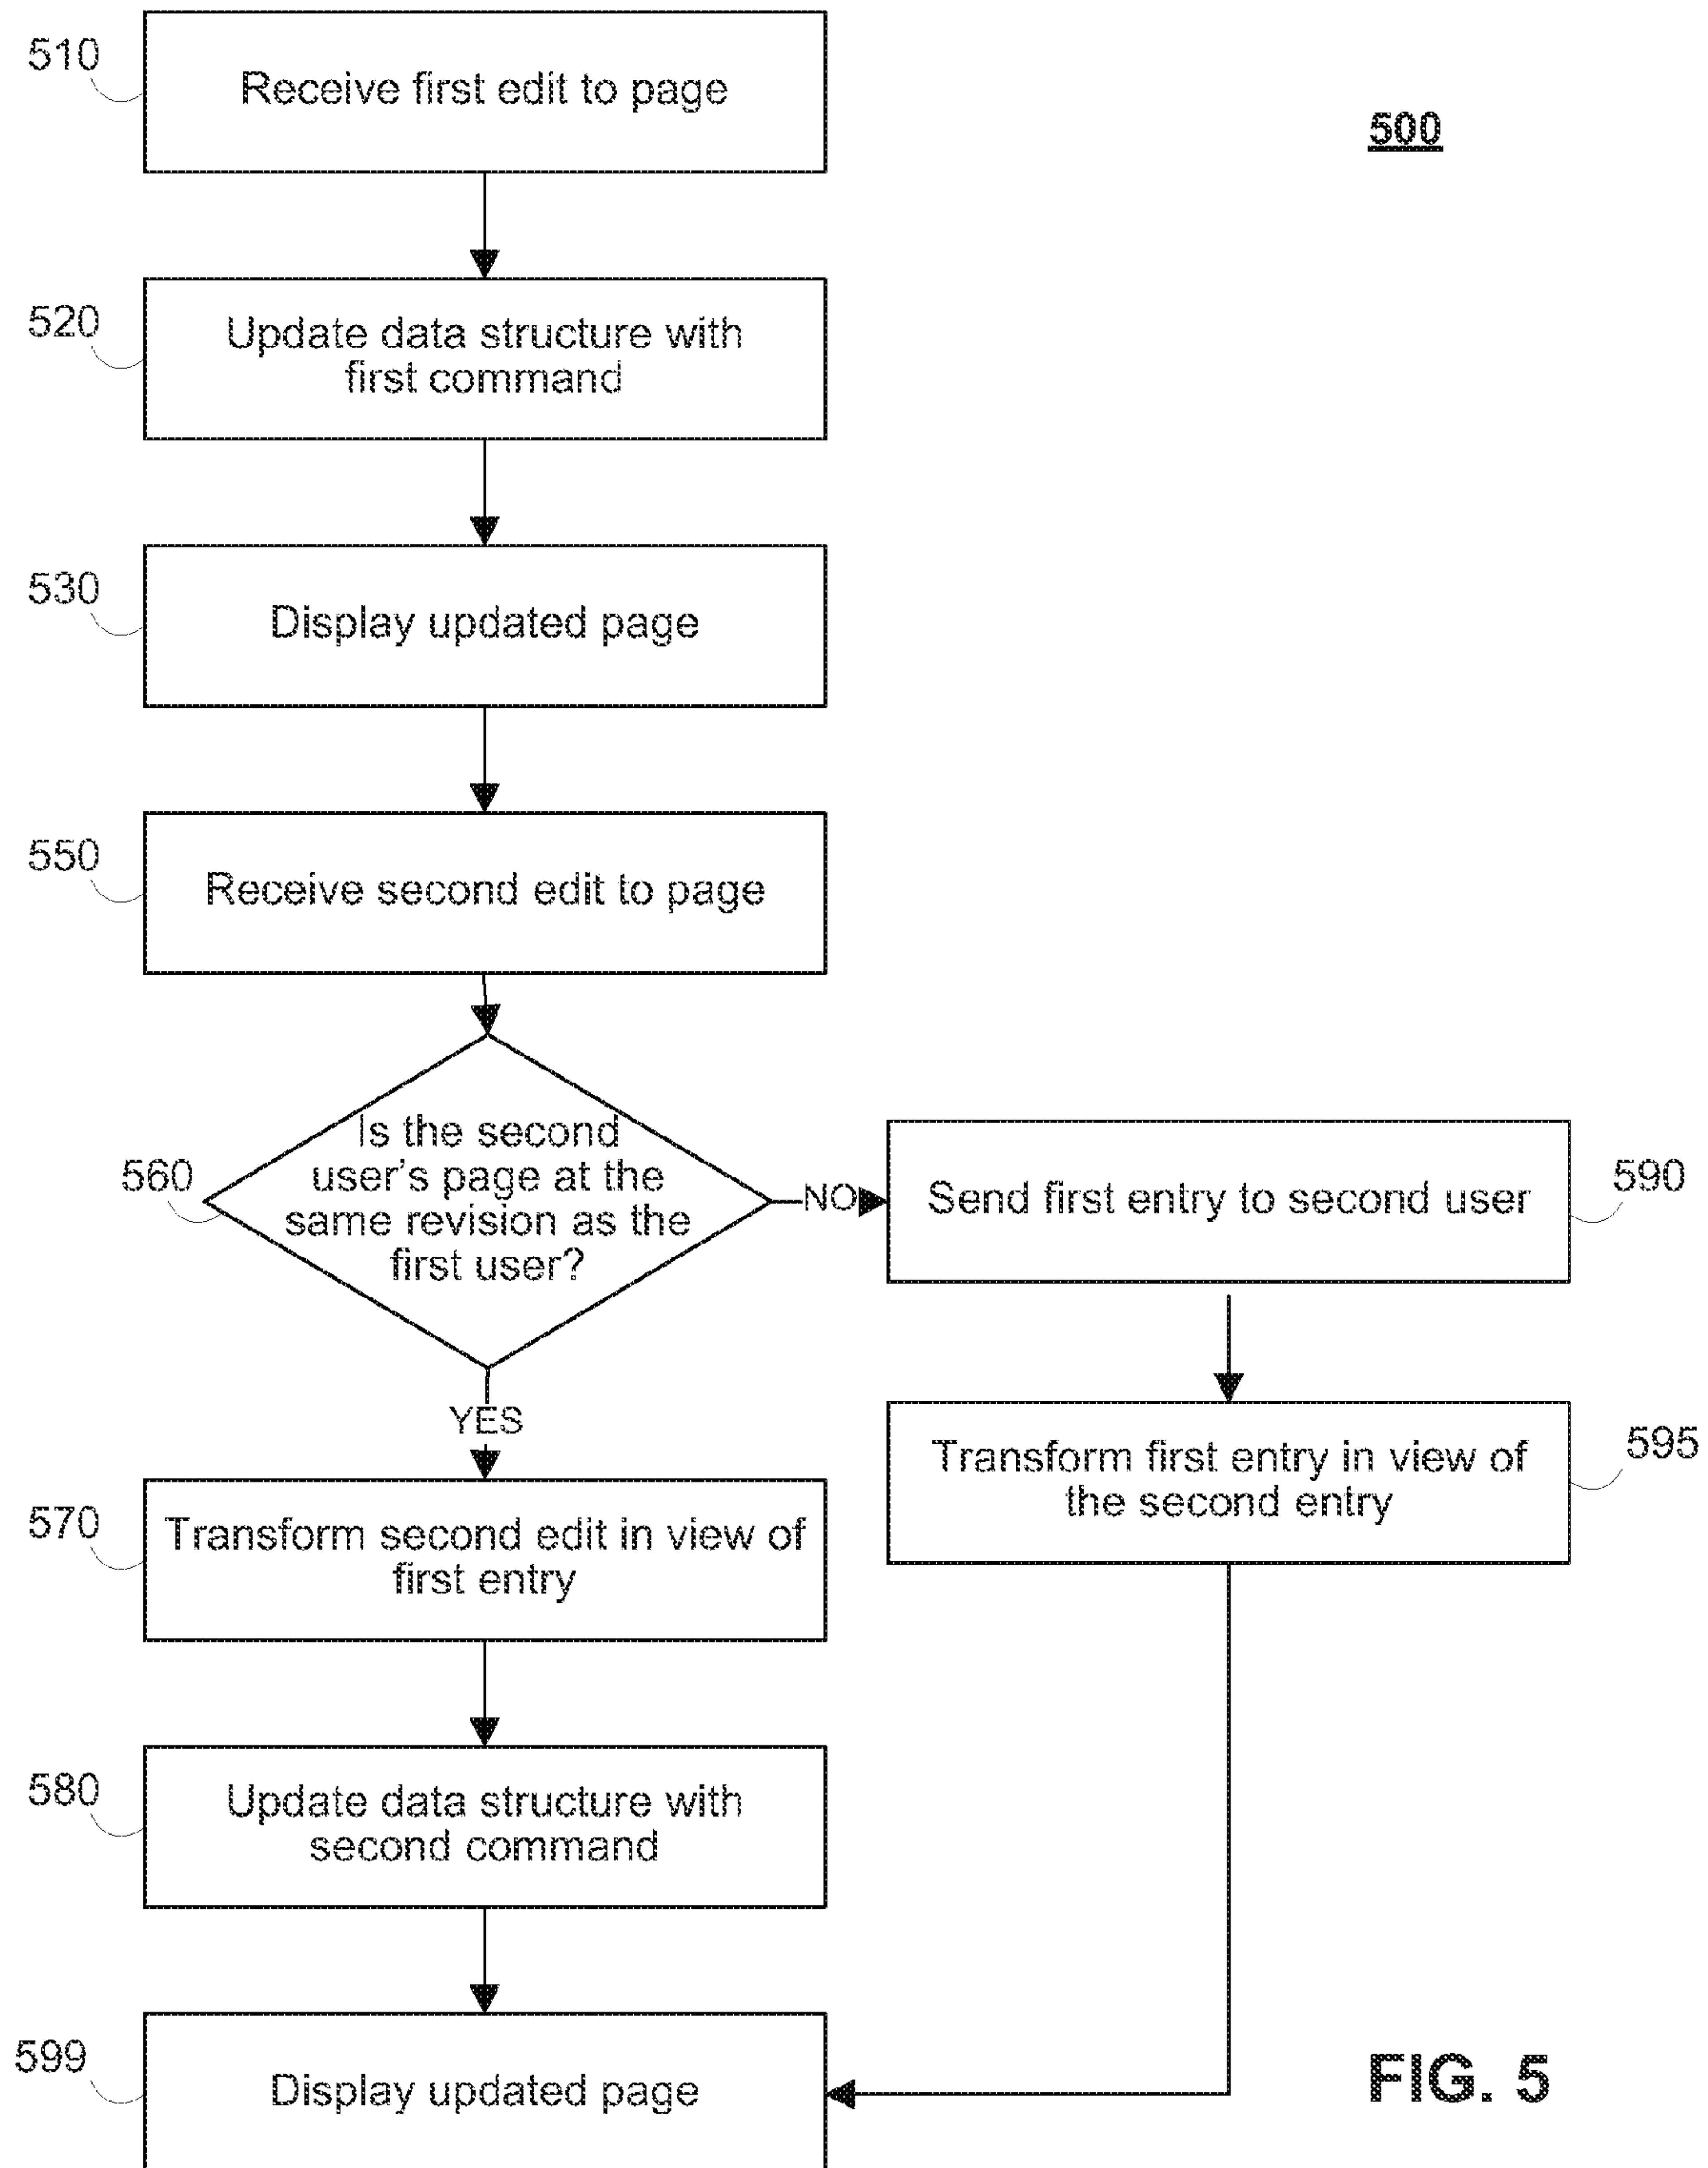 510
Receive first edit to page
500
520
Update data structure with
first command
530
Display updated page
550
Receive second edit to page
560
Is the second
user's page at the
same revision as the
first user?
NO
Send first entry to second user
590
YES
Transform first entry in view of
the second entry
595
570
Transform second edit in view of
first entry
580
Update data structure with
second command
599
Display updated page
FIG. 5